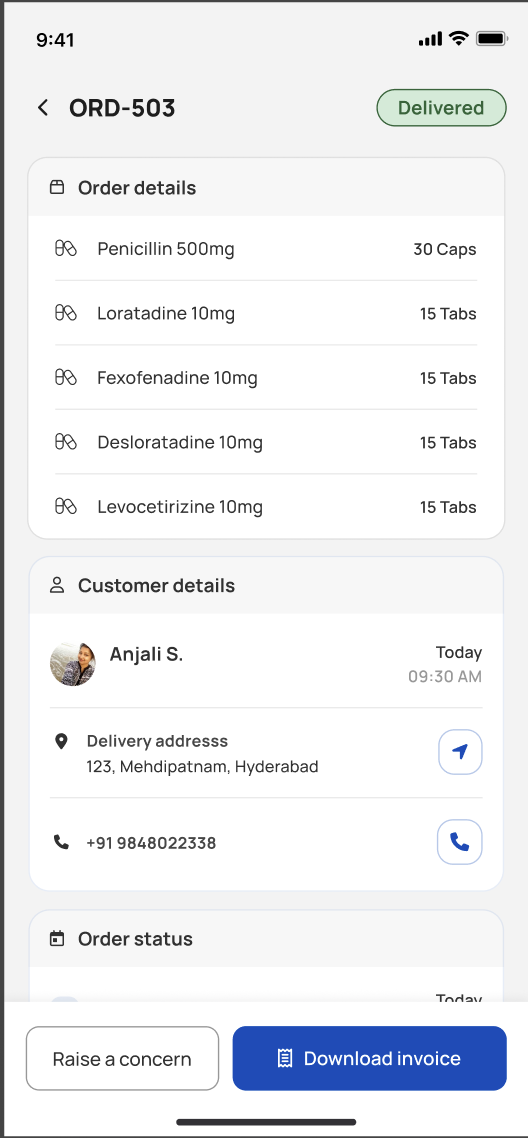 9:41
ORD-503
Delivered
Order details
Penicillin 500mg 30 Caps
Loratadine 10mg 15 Tabs
Fexofenadine 10mg 15 Tabs
Desloratadine 10mg 15 Tabs
Levocetirizine 10mg 15 Tabs
Customer details
Anjali S. Today
09:30 AM
Delivery addresss
123, Mehdipatnam, Hyderabad
+91 9848022338
Order status
Today
Raise a concern
Download invoice